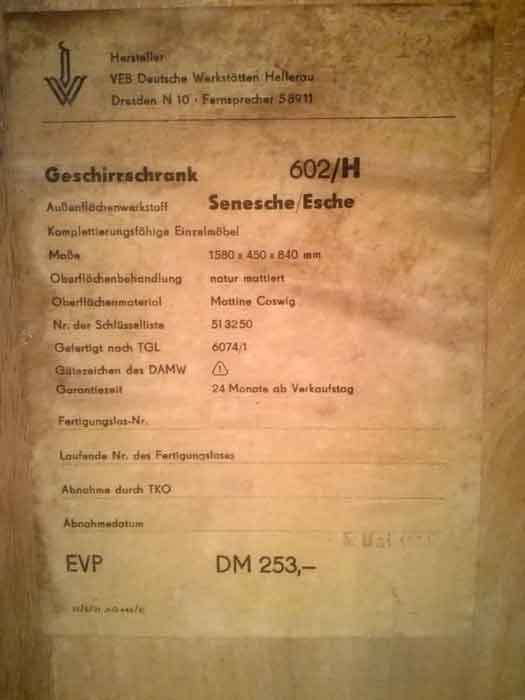 Hersteller
VEB Deutsche Werkstätten Hellerau
Dresden N 10 · Fernsprecher 58911
Geschirrschrank 602/H
Außenflächenwerkstoff Senesche/Esche
Komplettierungsfähige Einzelmöbel
Maße 1580 x 450 x 840 mm
Oberflächenbehandlung natur mattiert
Oberflächenmaterial Mattine Coswig
Nr. der Schlüsselliste 513250
Gefertigt nach TGL 6074/1
Gütezeichen des DAMW 1
Garantiezeit 24 Monate ab Verkaufstag
Fertigungslos-Nr.
Laufende Nr. des Fertigungsloses
Abnahme durch TKO
Abnahmedatum
EVP DM 253,–